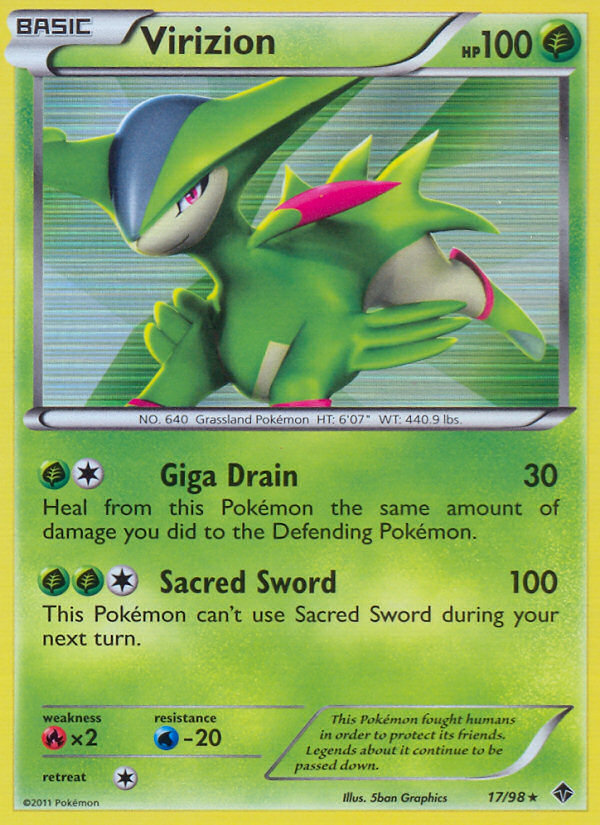 BASIC
Virizion
HP100
NO. 640 Grassland Pokémon HT: 6'07" WT: 440.9 lbs.
Giga Drain 30
Heal from this Pokémon the same amount of
damage you did to the Defending Pokémon.
Sacred Sword 100
This Pokémon can't use Sacred Sword during your
next turn.
weakness resistance
×2 -20
This Pokémon fought humans
in order to protect its friends.
Legends about it continue to be
passed down.
retreat
©2011 Pokémon
Illus. 5ban Graphics 17/98 ★